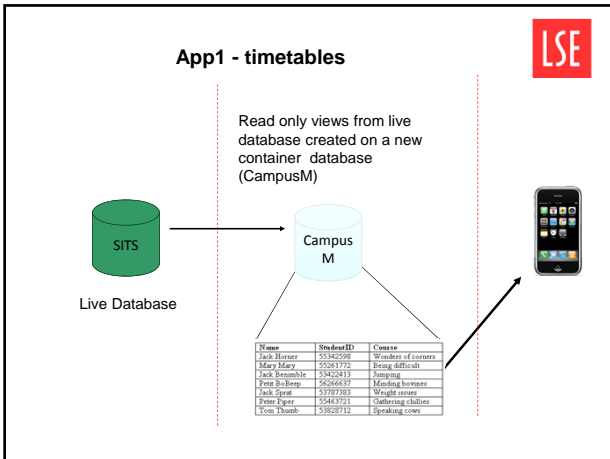 App1 - timetables
LSE
Read only views from live
database created on a new
container database
(CampusM)
SITS
Campus
M
Live Database
Name StudentID Course
Jack Horner 55342598 Wonders of corners
Mary Mary 55261772 Being difficult
Jack Benimble 53422413 Jumping
Petit BoBeep 56266637 Minding bovines
Jack Sprat 53787383 Weight issues
Peter Piper 55463721 Gathering chillies
Tom Thumb 53828712 Speaking cows